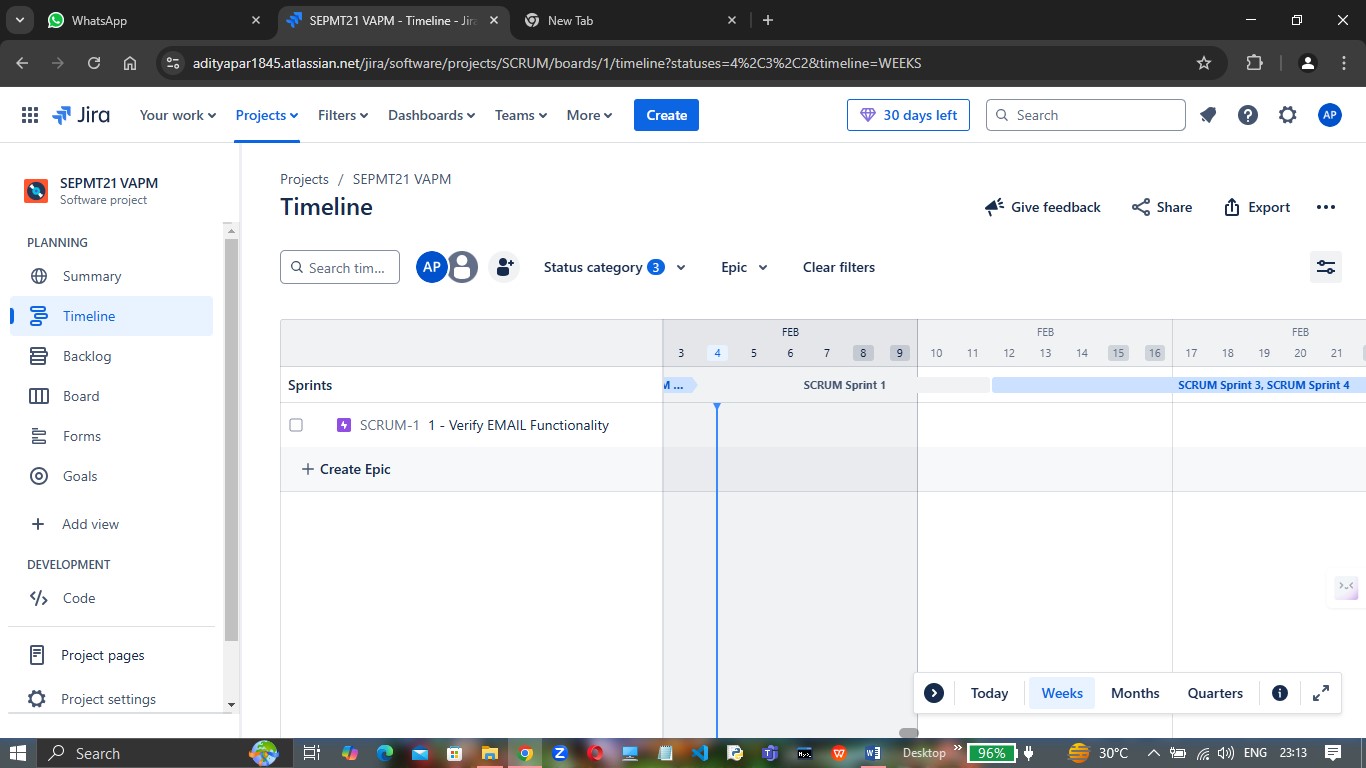 WhatsApp
SEPMT21 VAPM - Timeline - Jira
New Tab
adityapar1845.atlassian.net/jira/software/projects/SCRUM/boards/1/timeline?statuses=4%2C3%2C2&timeline=WEEKS
Jira
Your work
Projects
Filters
Dashboards
Teams
More
Create
30 days left
Search
AP
SEPMT21 VAPM
Software project
PLANNING
Summary
Timeline
Backlog
Board
Forms
Goals
Add view
DEVELOPMENT
Code
Project pages
Project settings
Projects / SEPMT21 VAPM
Timeline
Give feedback
Share
Export
Search tim...
AP
Status category 3
Epic
Clear filters
FEB FEB FEB
3 4 5 6 7 8 9 10 11 12 13 14 15 16 17 18 19 20 21
Sprints
M ... SCRUM Sprint 1 SCRUM Sprint 3, SCRUM Sprint 4
SCRUM-1 1 - Verify EMAIL Functionality
+ Create Epic
Today Weeks Months Quarters
Search
Desktop
96%
30°C
ENG
23:13